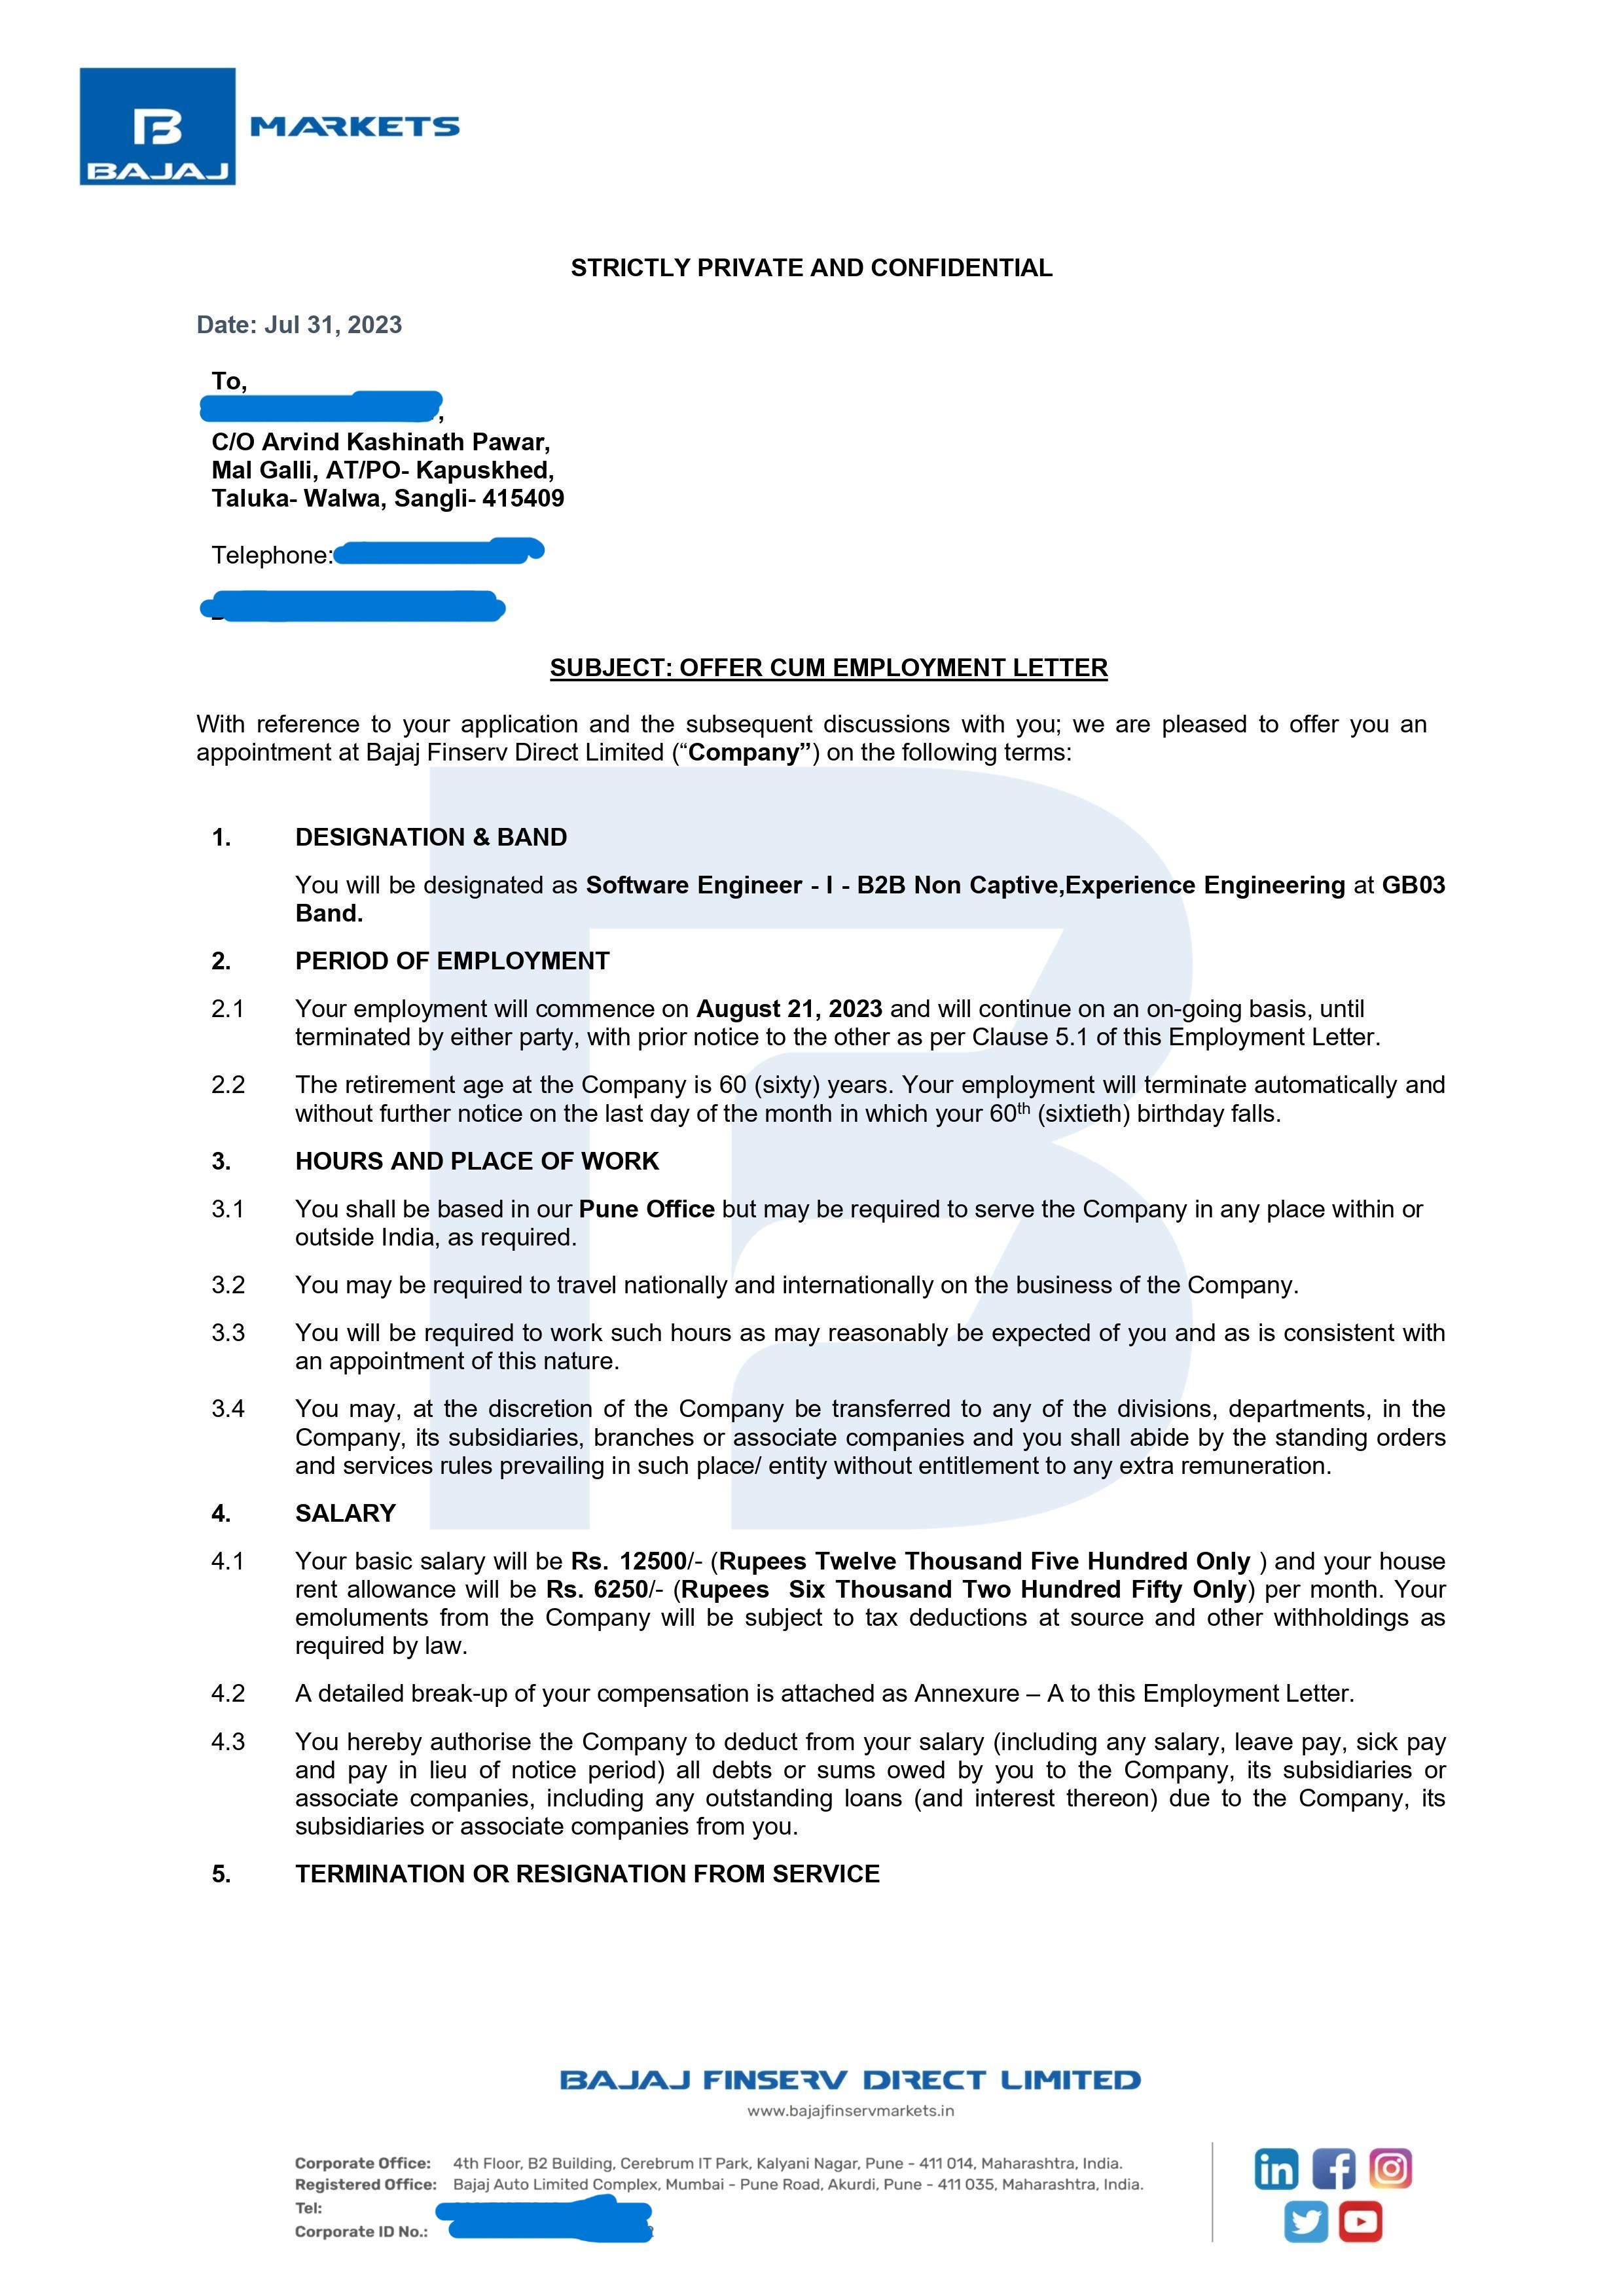 BAJAJ
MARKETS
STRICTLY PRIVATE AND CONFIDENTIAL
Date: Jul 31, 2023
To,
,
C/O Arvind Kashinath Pawar,
Mal Galli, AT/PO- Kapuskhed,
Taluka- Walwa, Sangli- 415409
Telephone:
SUBJECT: OFFER CUM EMPLOYMENT LETTER
With reference to your application and the subsequent discussions with you; we are pleased to offer you an
appointment at Bajaj Finserv Direct Limited (“Company”) on the following terms:
1. DESIGNATION & BAND
You will be designated as Software Engineer - I - B2B Non Captive,Experience Engineering at GB03
Band.
2. PERIOD OF EMPLOYMENT
2.1 Your employment will commence on August 21, 2023 and will continue on an on-going basis, until
terminated by either party, with prior notice to the other as per Clause 5.1 of this Employment Letter.
2.2 The retirement age at the Company is 60 (sixty) years. Your employment will terminate automatically and
without further notice on the last day of the month in which your 60th (sixtieth) birthday falls.
3. HOURS AND PLACE OF WORK
3.1 You shall be based in our Pune Office but may be required to serve the Company in any place within or
outside India, as required.
3.2 You may be required to travel nationally and internationally on the business of the Company.
3.3 You will be required to work such hours as may reasonably be expected of you and as is consistent with
an appointment of this nature.
3.4 You may, at the discretion of the Company be transferred to any of the divisions, departments, in the
Company, its subsidiaries, branches or associate companies and you shall abide by the standing orders
and services rules prevailing in such place/ entity without entitlement to any extra remuneration.
4. SALARY
4.1 Your basic salary will be Rs. 12500/- (Rupees Twelve Thousand Five Hundred Only ) and your house
rent allowance will be Rs. 6250/- (Rupees Six Thousand Two Hundred Fifty Only) per month. Your
emoluments from the Company will be subject to tax deductions at source and other withholdings as
required by law.
4.2 A detailed break-up of your compensation is attached as Annexure – A to this Employment Letter.
4.3 You hereby authorise the Company to deduct from your salary (including any salary, leave pay, sick pay
and pay in lieu of notice period) all debts or sums owed by you to the Company, its subsidiaries or
associate companies, including any outstanding loans (and interest thereon) due to the Company, its
subsidiaries or associate companies from you.
5. TERMINATION OR RESIGNATION FROM SERVICE
BAJAJ FINSERV DIRECT LIMITED
www.bajajfinservmarkets.in
Corporate Office: 4th Floor, B2 Building, Cerebrum IT Park, Kalyani Nagar, Pune - 411 014, Maharashtra, India.
Registered Office: Bajaj Auto Limited Complex, Mumbai - Pune Road, Akurdi, Pune - 411 035, Maharashtra, India.
Tel:
Corporate ID No.: